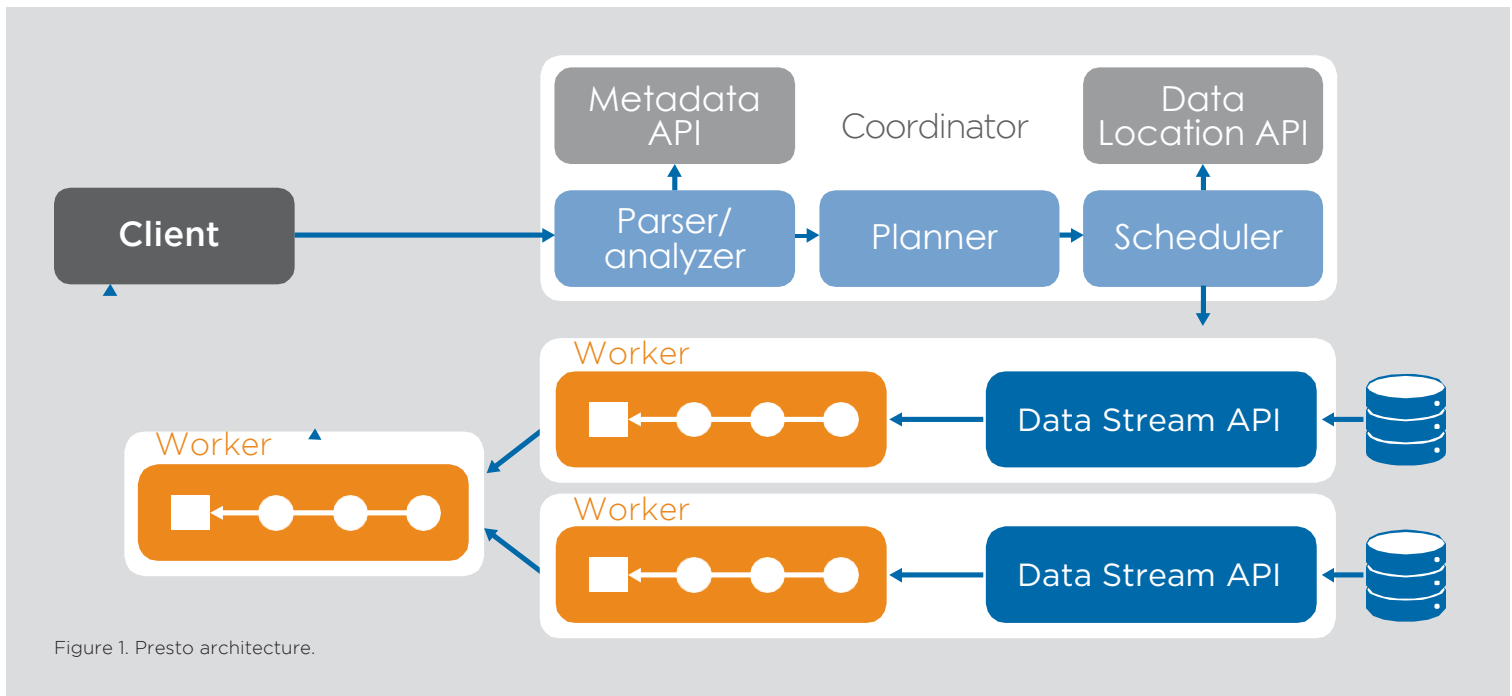 Metadata
API
Coordinator
Data
Location API
Client
Parser/
analyzer
Planner
Scheduler
Worker
Data Stream API
Worker
Worker
Data Stream API
Figure 1. Presto architecture.